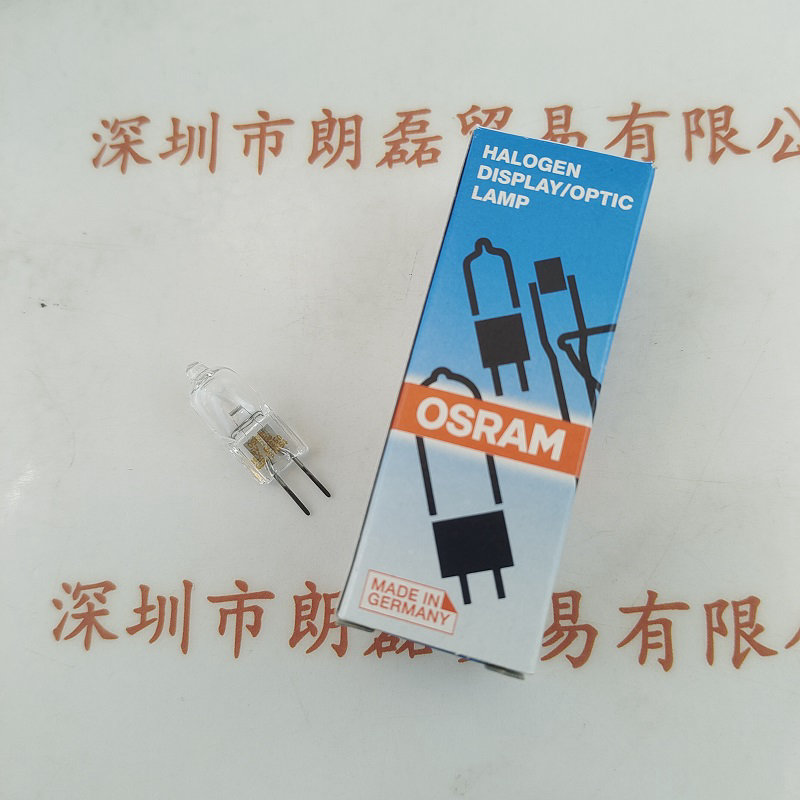 深圳市朗磊贸易有限公
HALOGEN
DISPLAY/OPTIC
LAMP
OSRAM
MADE IN
GERMANY
深圳市朗磊贸易有限